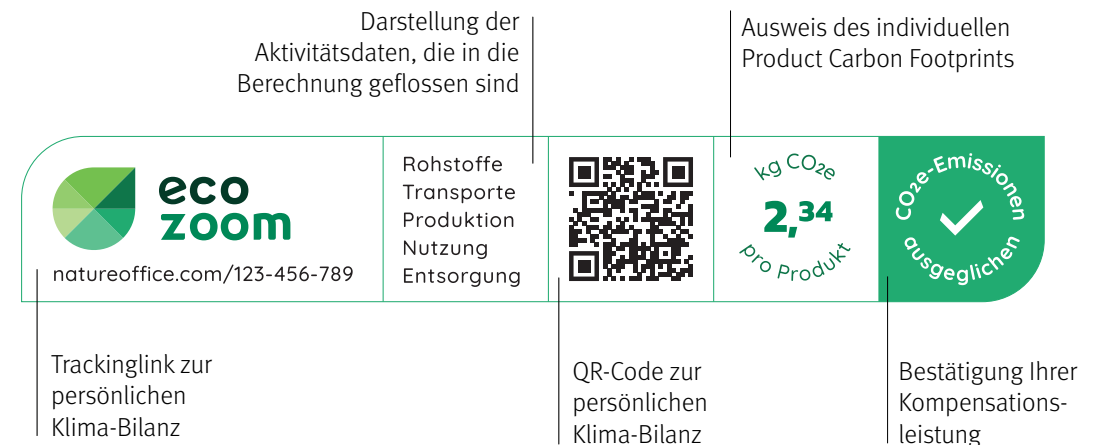 Darstellung der
Aktivitätsdaten, die in die
Berechnung geflossen sind
Ausweis des individuellen
Product Carbon Footprints
eco
zoom
natureoffice.com/123-456-789
Rohstoffe
Transporte
Produktion
Nutzung
Entsorgung
kg CO2e
2,34
pro Produkt
CO2e-Emissionen
ausgeglichen
Trackinglink zur
persönlichen
Klima-Bilanz
QR-Code zur
persönlichen
Klima-Bilanz
Bestätigung Ihrer
Kompensations-
leistung